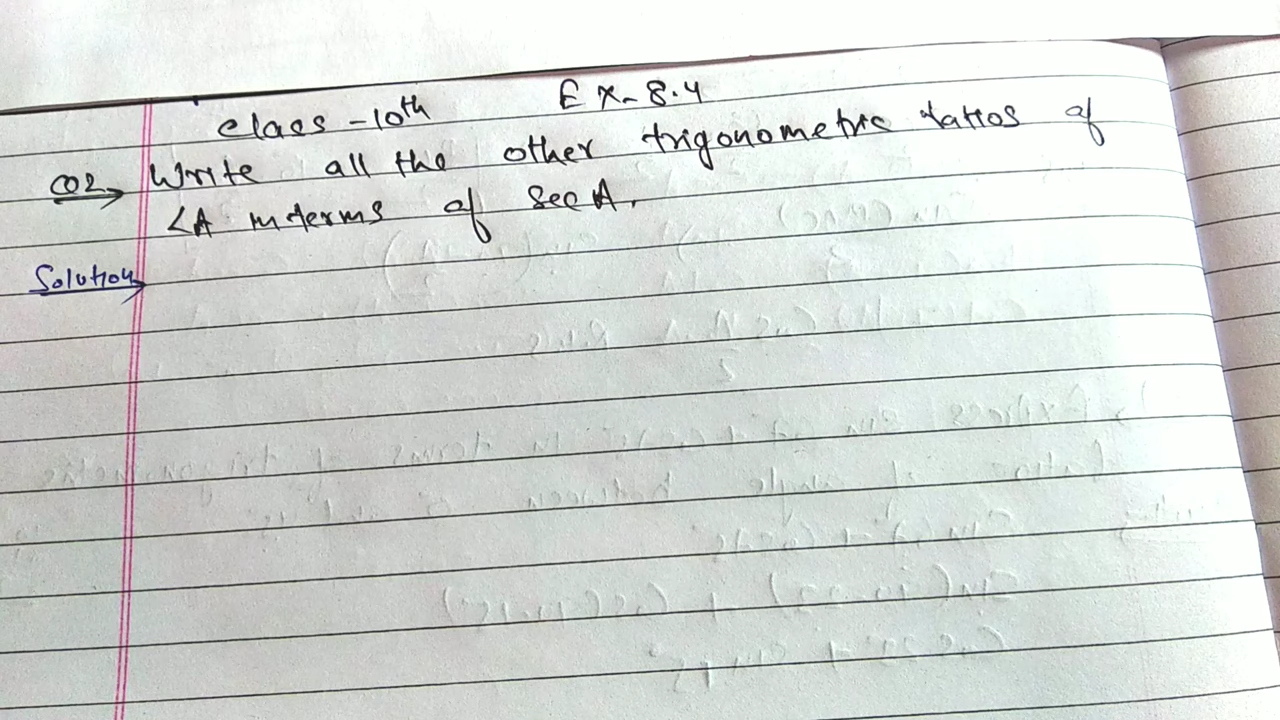 class - 10th Ex- 8.4
Q2 → Write all the other trigonometric ratios of
∠A in terms of sec A.
Solution →